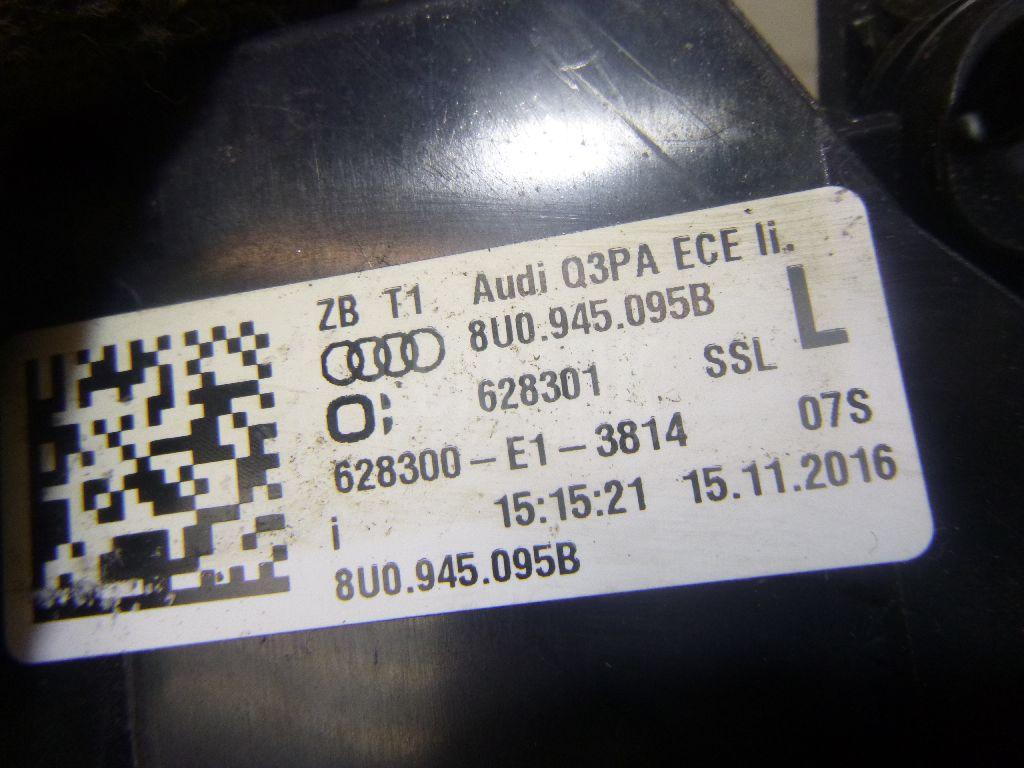 ZB T1 Audi Q3PA ECE li.
8U0.945.095B L
628301 SSL
628300-E1-3814 07S
i 15:15:21 15.11.2016
8U0.945.095B